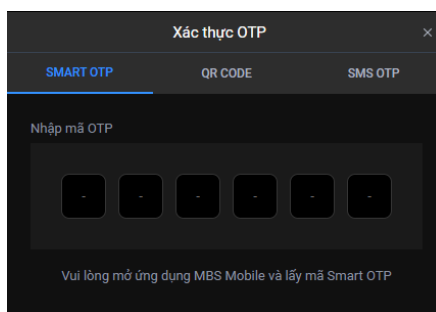 Xác thực OTP ×
SMART OTP QR CODE SMS OTP
Nhập mã OTP
- - - - - -
Vui lòng mở ứng dụng MBS Mobile và lấy mã Smart OTP